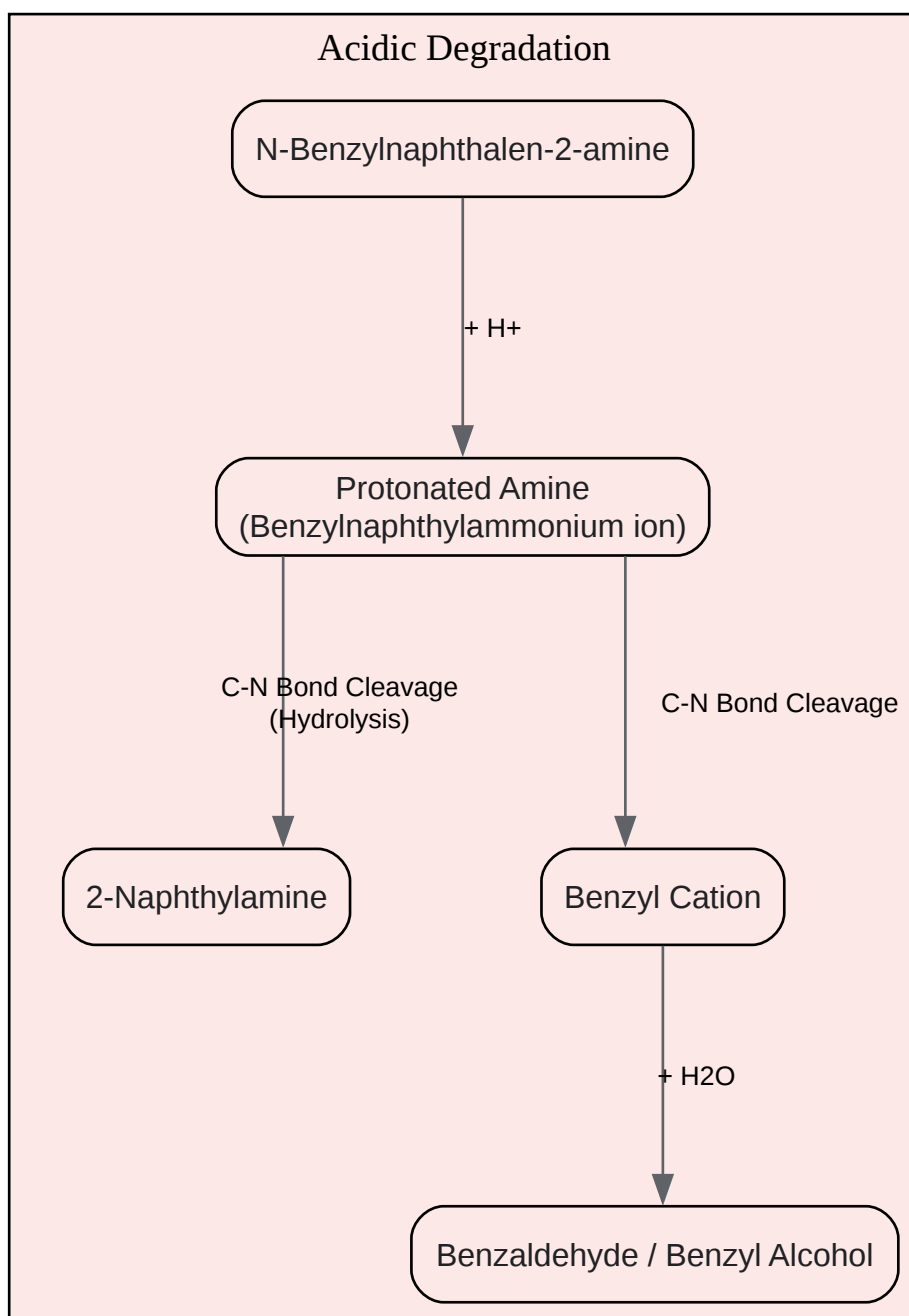 Acidic Degradation
N-Benzylnaphthalen-2-amine
+ H+
Protonated Amine
(Benzylnaphthylammonium ion)
C-N Bond Cleavage
(Hydrolysis)
C-N Bond Cleavage
2-Naphthylamine
Benzyl Cation
+ H2O
Benzaldehyde / Benzyl Alcohol